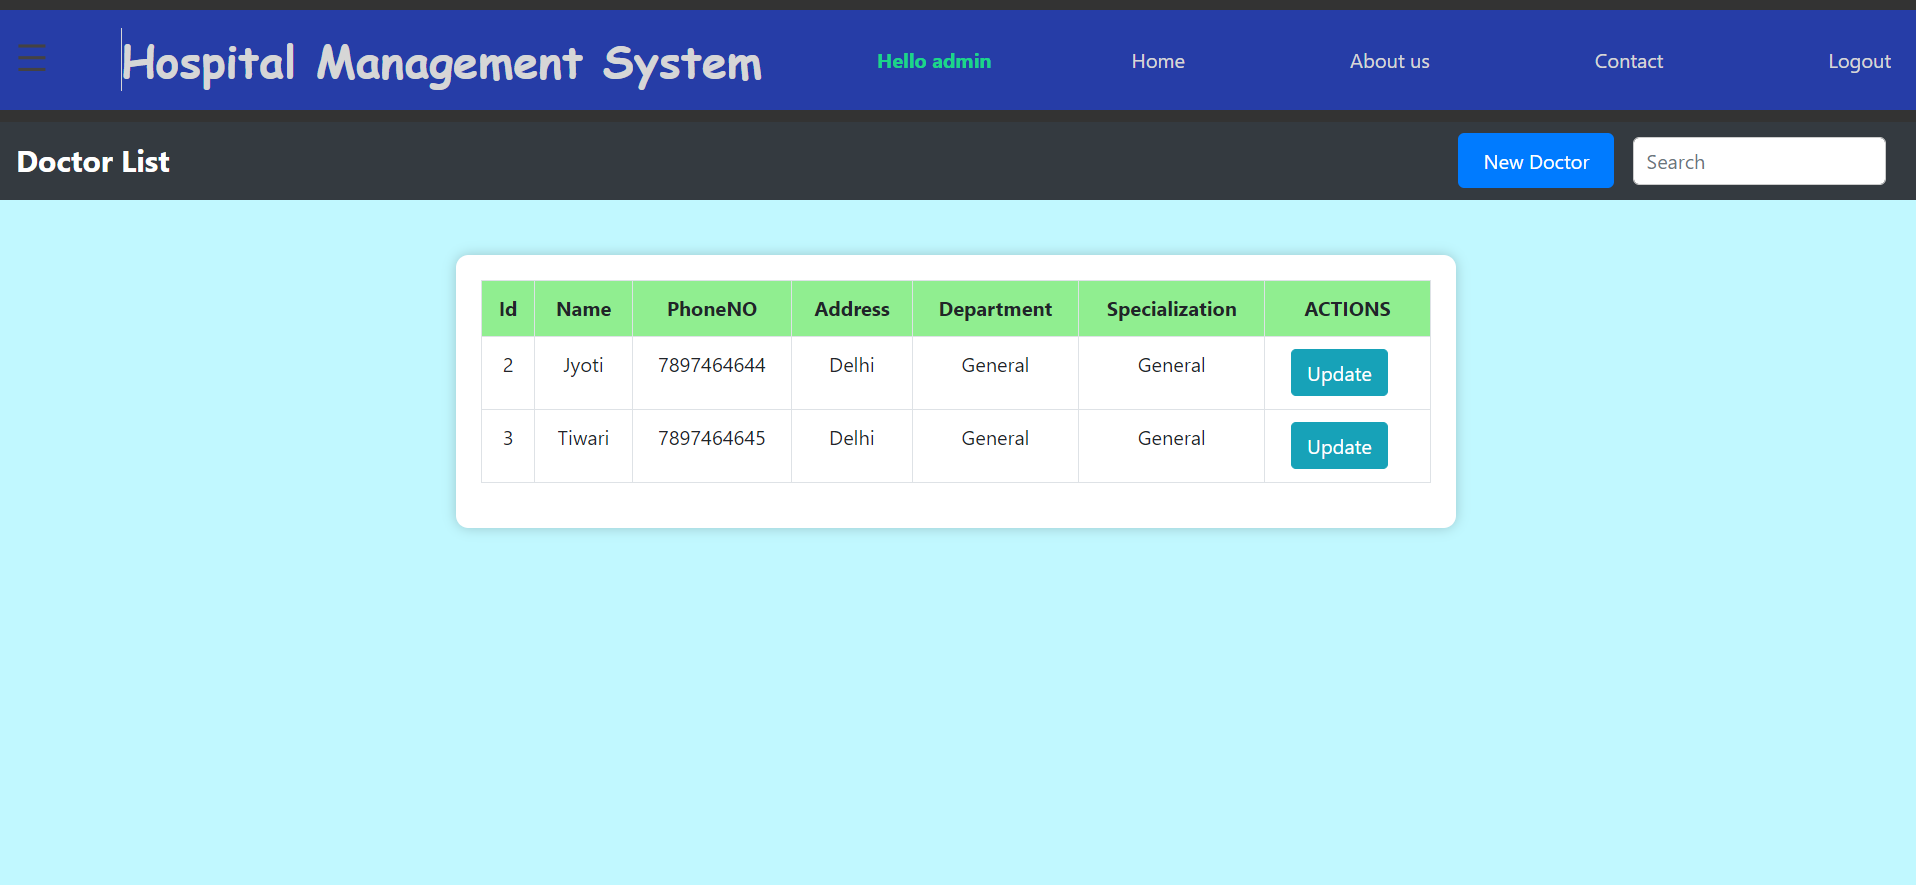 Hospital Management System Hello admin Home About us Contact Logout
Doctor List New Doctor Search
Id Name PhoneNO Address Department Specialization ACTIONS
2 Jyoti 7897464644 Delhi General General Update
3 Tiwari 7897464645 Delhi General General Update